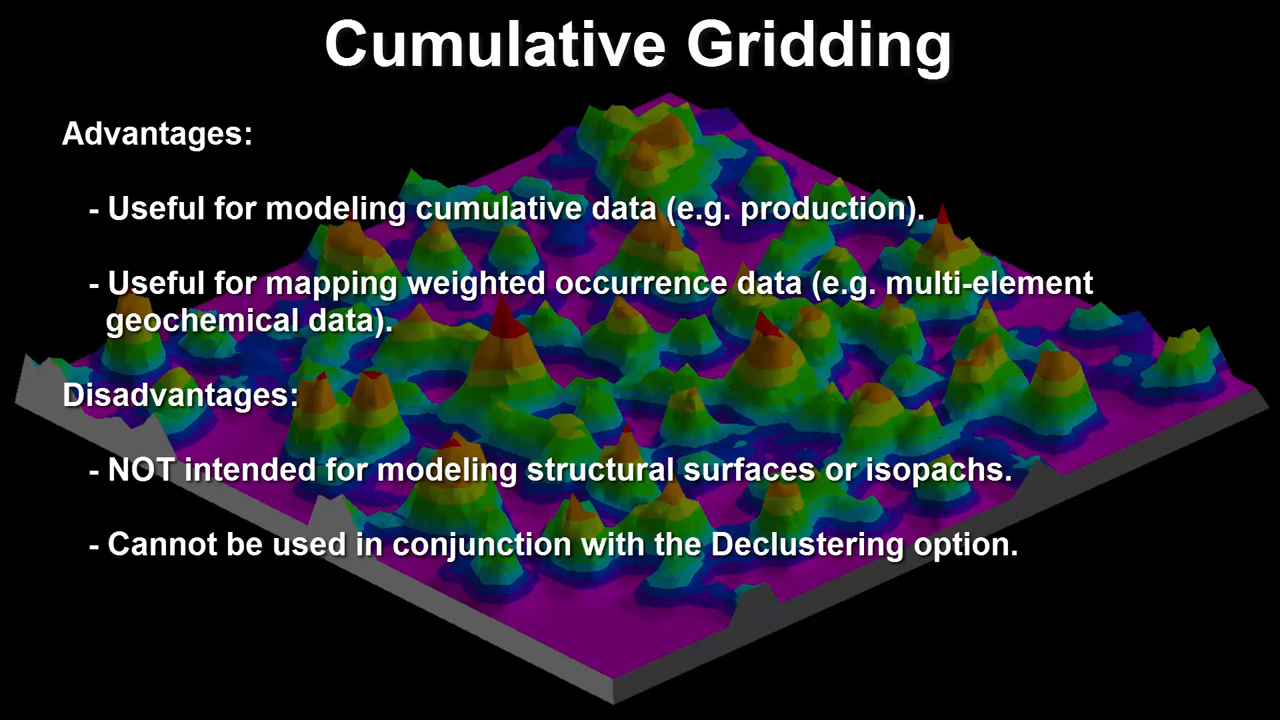 Cumulative Gridding
Advantages:
- Useful for modeling cumulative data (e.g. production).
- Useful for mapping weighted occurrence data (e.g. multi-element
geochemical data).
Disadvantages:
- NOT intended for modeling structural surfaces or isopachs.
- Cannot be used in conjunction with the Declustering option.